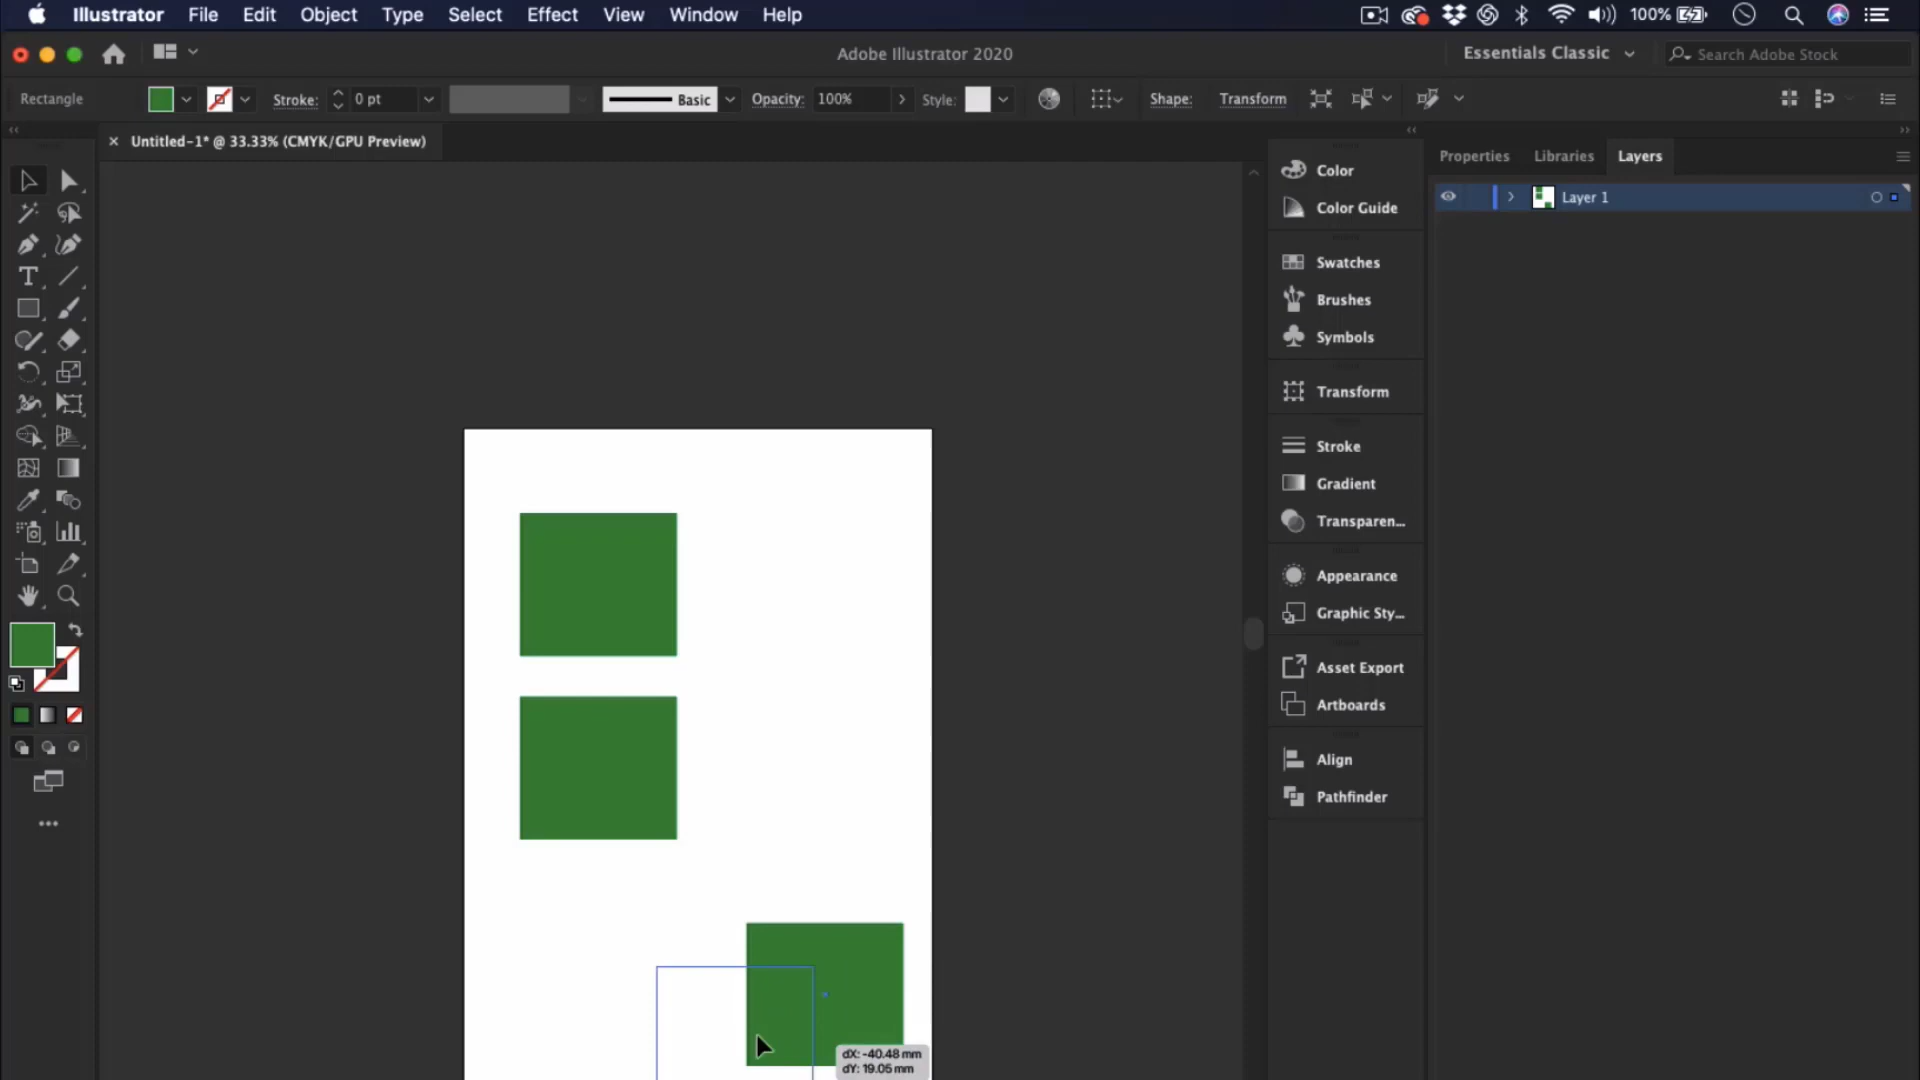 Illustrator File Edit Object Type Select Effect View Window Help 100%
Adobe Illustrator 2020 Essentials Classic Search Adobe Stock
Rectangle Stroke: 0 pt Basic Opacity: 100% Style: Shape: Transform
× Untitled-1* @ 33.33% (CMYK/GPU Preview)
Properties Libraries Layers
Layer 1
Color
Color Guide
Swatches
Brushes
Symbols
Transform
Stroke
Gradient
Transparen...
Appearance
Graphic Sty...
Asset Export
Artboards
Align
Pathfinder
dX: -40.48 mm
dY: 19.05 mm